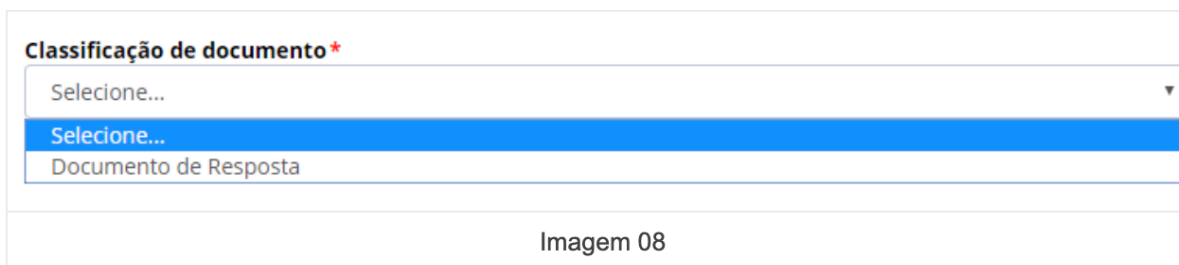 Classificação de documento*
Selecione...
Selecione...
Documento de Resposta
Imagem 08